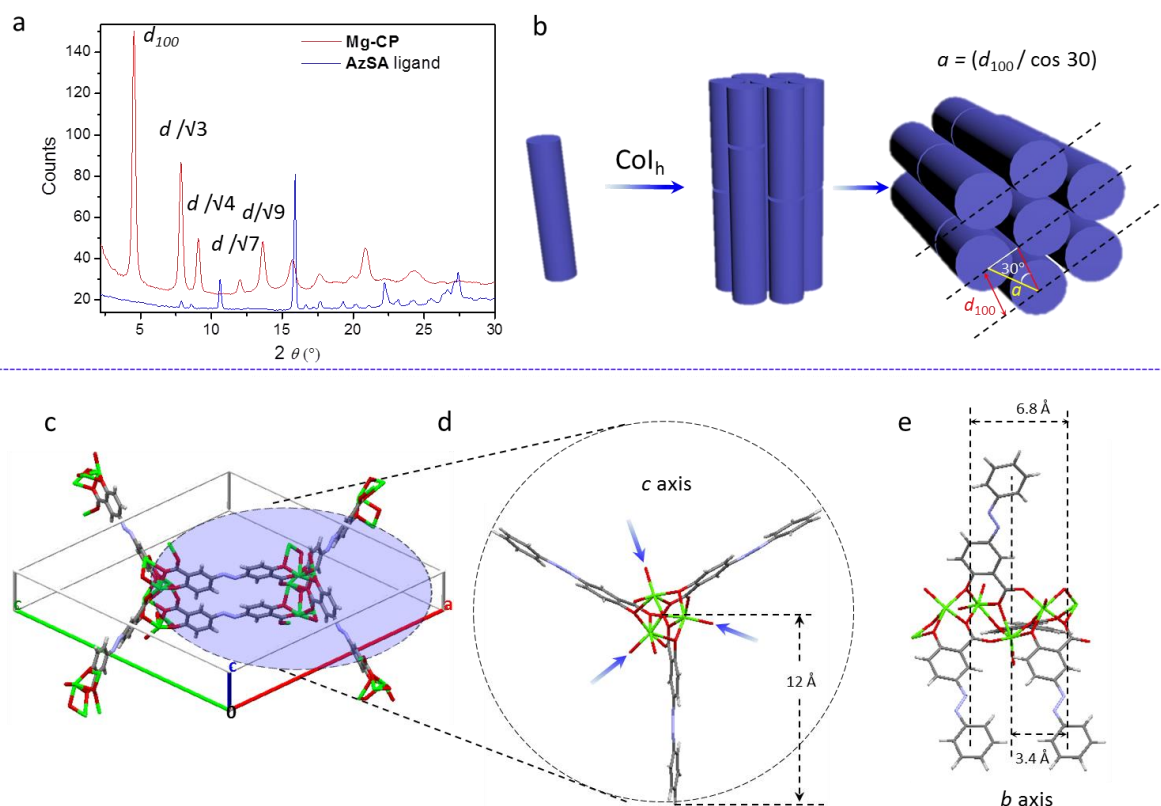 a
d100
Mg-CP
AzSA ligand
d /√3
d /√4
d /√9
d /√7
Counts
140
120
100
80
60
40
20
5
10
15
20
25
30
2 θ (°)
b
Colh
a = (d100 / cos 30)
30°
a
d100
c
c
a
c
0
d
c axis
12 Å
e
6.8 Å
3.4 Å
b axis